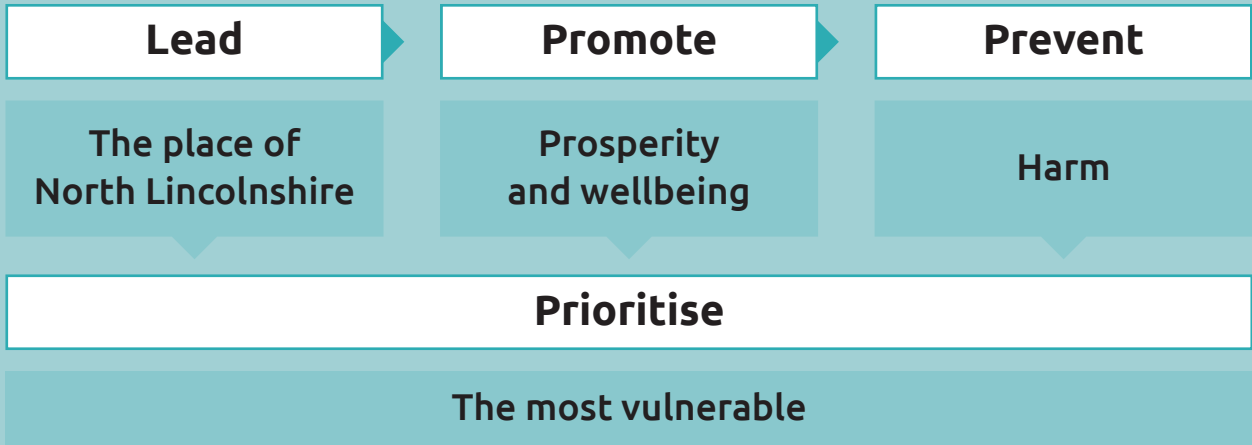 Lead
Promote
Prevent
The place of
North Lincolnshire
Prosperity
and wellbeing
Harm
Prioritise
The most vulnerable